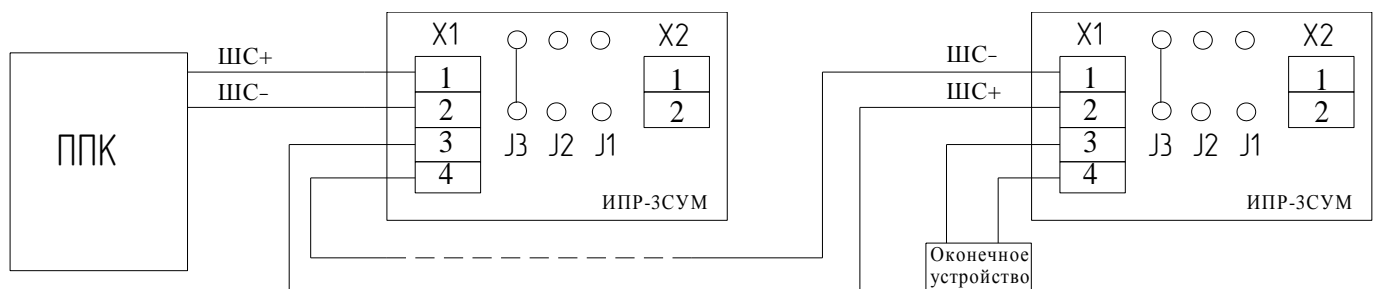 ППК
ШС+
ШС-
X1
1
2
3
4
J3 J2 J1
X2
1
2
ИПР-3СУМ
ШС-
ШС+
X1
1
2
3
4
J3 J2 J1
X2
1
2
ИПР-3СУМ
Оконечное
устройство